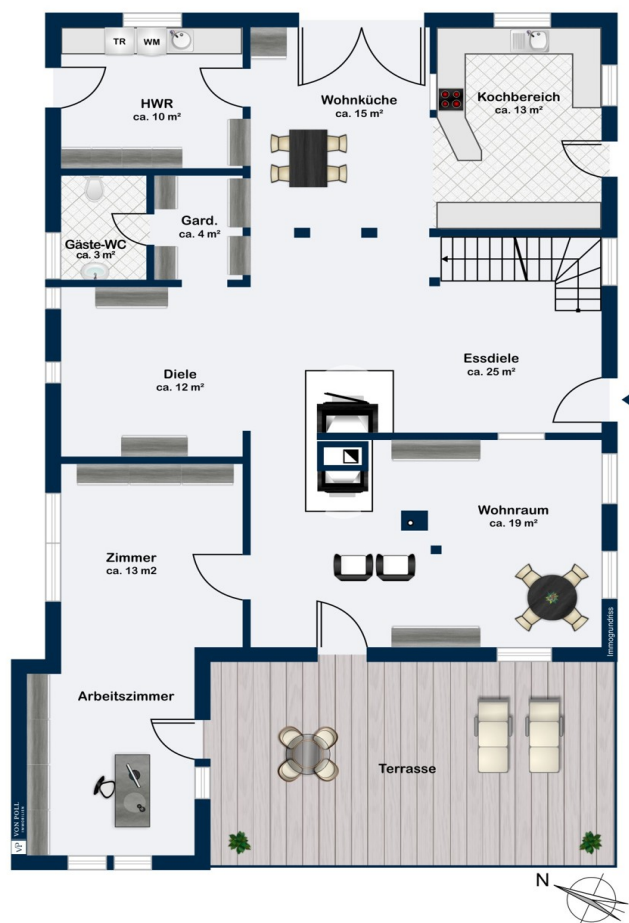 TR
WM
HWR
ca. 10 m²
Wohnküche
ca. 15 m²
Kochbereich
ca. 13 m²
Gäste-WC
ca. 3 m²
Gard.
ca. 4 m²
Diele
ca. 12 m²
Essdiele
ca. 25 m²
Zimmer
ca. 13 m2
Wohnraum
ca. 19 m²
Immogrundriss
Arbeitszimmer
Terrasse
VP
VON POLL
IMMOBILIEN
N